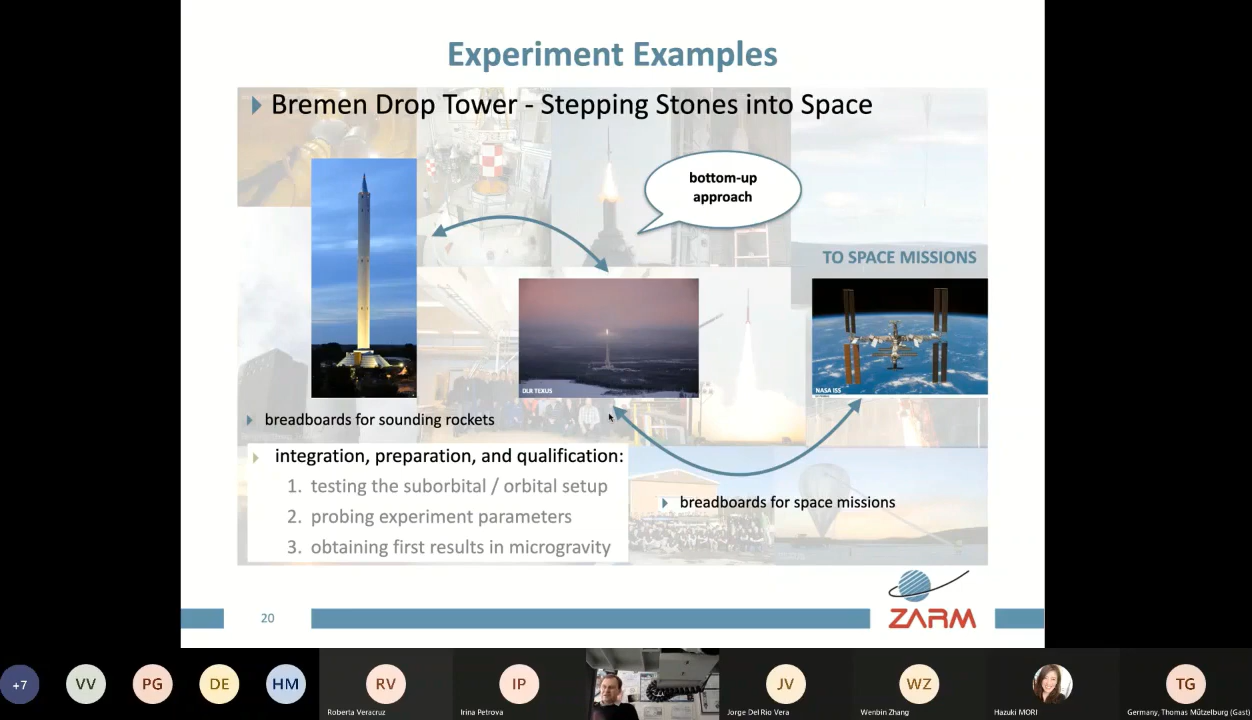 Experiment Examples
Bremen Drop Tower - Stepping Stones into Space
bottom-up
approach
TO SPACE MISSIONS
DLR TEXUS
NASA ISS
breadboards for sounding rockets
integration, preparation, and qualification:
1. testing the suborbital / orbital setup
2. probing experiment parameters
3. obtaining first results in microgravity
breadboards for space missions
20
ZARM
+7
VV
PG
DE
HM
RV
IP
JV
WZ
TG
Roberta Veracruz
Irina Petrova
Jorge Del Rio Vera
Wenbin Zhang
Hazuki MORI
Germany, Thomas Mützelburg (Gast)